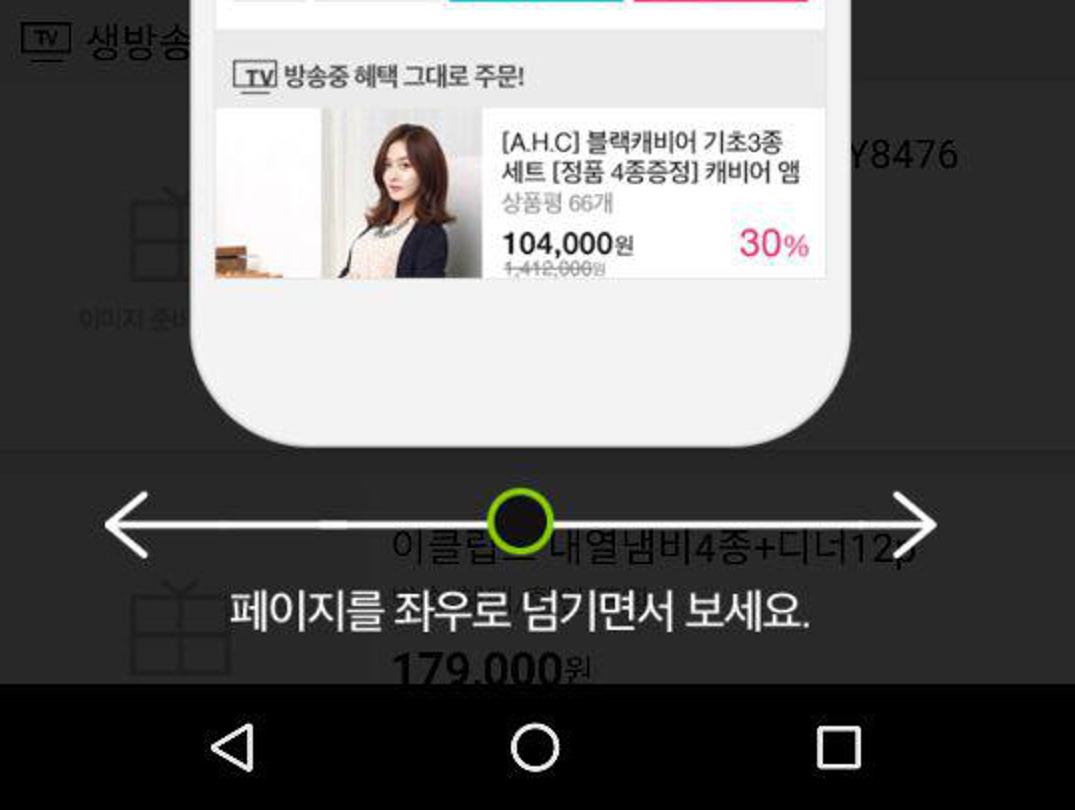 TV 생방송
TV 방송중 혜택 그대로 주문!
[A.H.C] 블랙캐비어 기초3종
세트 [정품 4종증정] 캐비어 앰
상품평 66개
104,000원
30%
1,412,000원
Y8476
이미지 준비
이클립스 내열냄비4종+디너12p
페이지를 좌우로 넘기면서 보세요.
179,000원